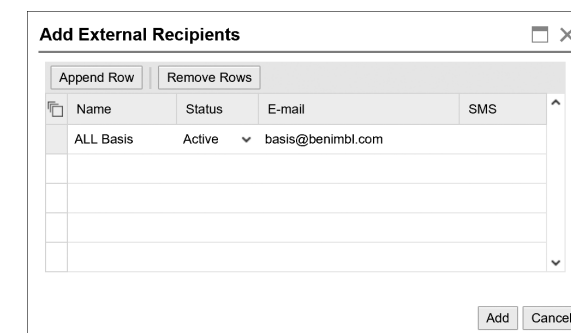 Add External Recipients
Append Row Remove Rows
Name Status E-mail SMS
ALL Basis Active basis@benimbl.com
Add Cancel